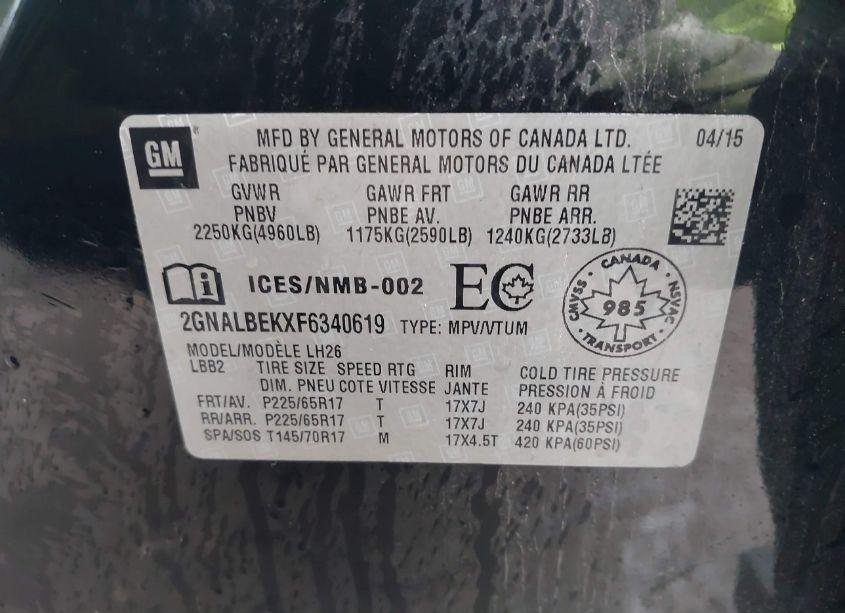 GM
MFD BY GENERAL MOTORS OF CANADA LTD. 04/15
FABRIQUÉ PAR GENERAL MOTORS DU CANADA LTÉE
GVWR GAWR FRT GAWR RR
PNBV PNBE AV. PNBE ARR.
2250KG(4960LB) 1175KG(2590LB) 1240KG(2733LB)
ICES/NMB-002 EC
CANADA
CMVSS 985 NSVAC
TRANSPORT
2GNALBEKXF6340619 TYPE: MPV/VTUM
MODEL/MODÈLE LH26
LBB2 TIRE SIZE SPEED RTG RIM COLD TIRE PRESSURE
DIM. PNEU COTE VITESSE JANTE PRESSION À FROID
FRT/AV. P225/65R17 T 17X7J 240 KPA(35PSI)
RR/ARR. P225/65R17 T 17X7J 240 KPA(35PSI)
SPA/SOS T145/70R17 M 17X4.5T 420 KPA(60PSI)